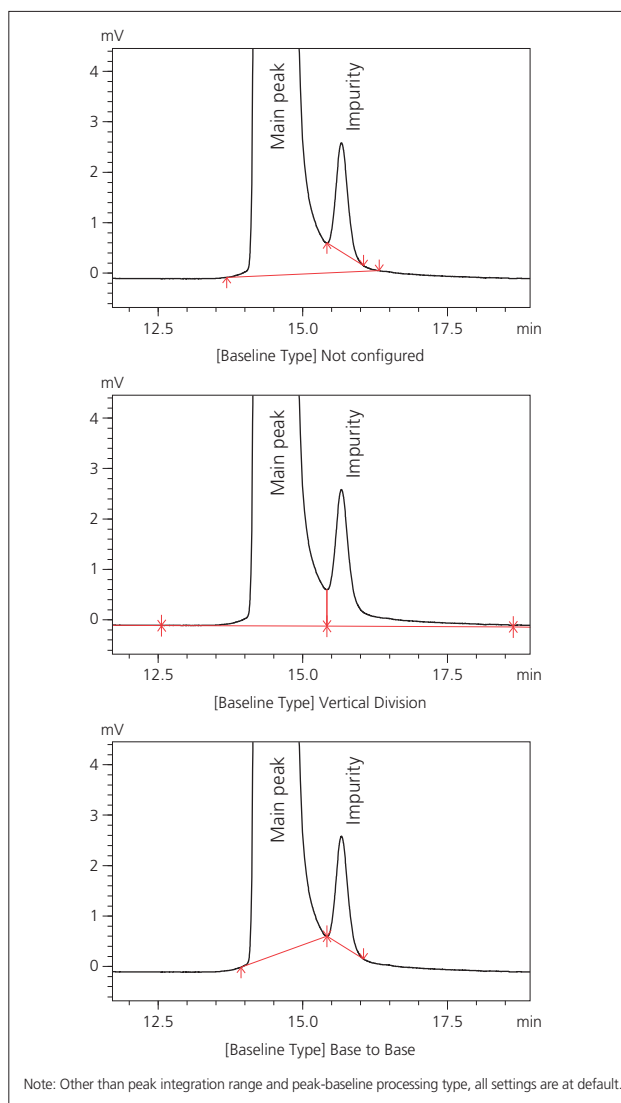 mV
Main peak
Impurity
4
3
2
1
0
12.5 15.0 17.5 min
[Baseline Type] Not configured
mV
Main peak
Impurity
4
3
2
1
0
12.5 15.0 17.5 min
[Baseline Type] Vertical Division
mV
Main peak
Impurity
4
3
2
1
0
12.5 15.0 17.5 min
[Baseline Type] Base to Base
Note: Other than peak integration range and peak-baseline processing type, all settings are at default.